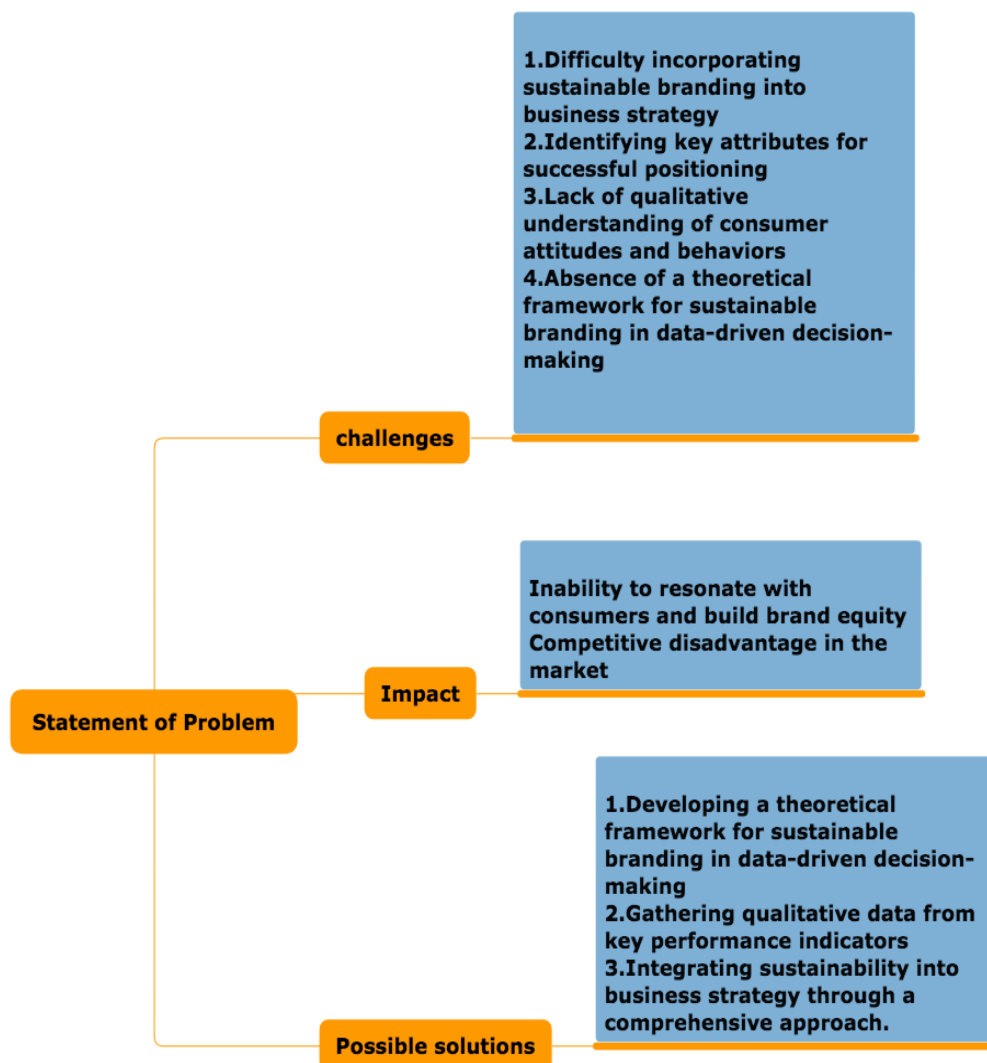 1.Difficulty incorporating
sustainable branding into
business strategy
2.Identifying key attributes for
successful positioning
3.Lack of qualitative
understanding of consumer
attitudes and behaviors
4.Absence of a theoretical
framework for sustainable
branding in data-driven decision-
making
challenges
Inability to resonate with
consumers and build brand equity
Competitive disadvantage in the
market
Impact
Statement of Problem
1.Developing a theoretical
framework for sustainable
branding in data-driven decision-
making
2.Gathering qualitative data from
key performance indicators
3.Integrating sustainability into
business strategy through a
comprehensive approach.
Possible solutions